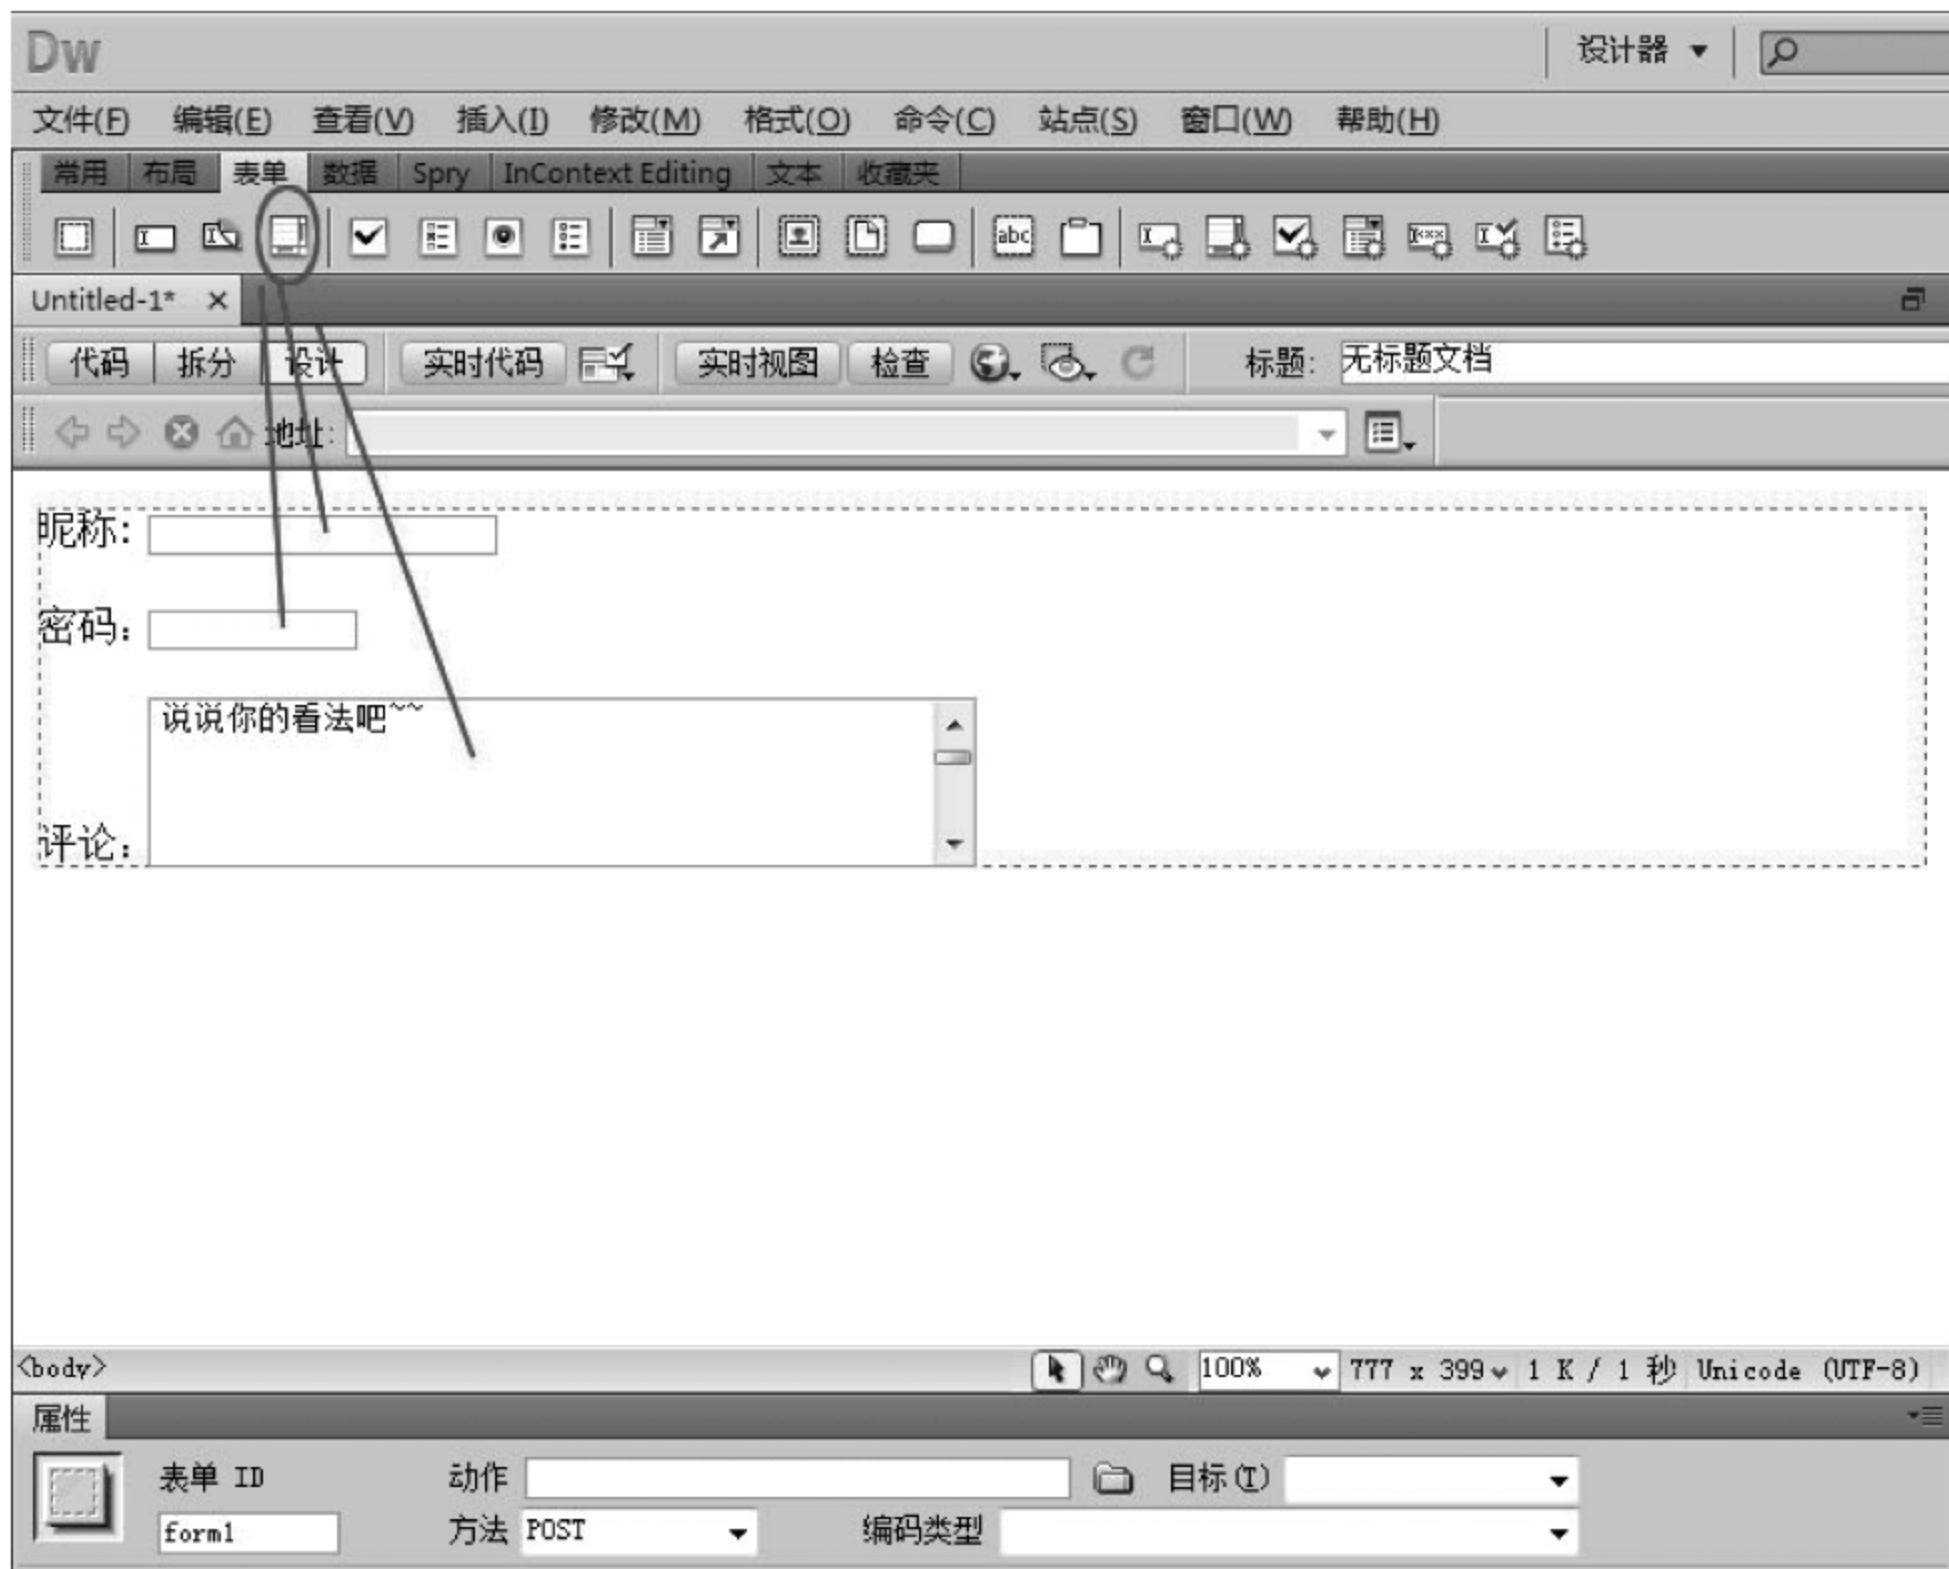 Dw 设计器
文件(F) 编辑(E) 查看(V) 插入(I) 修改(M) 格式(O) 命令(C) 站点(S) 窗口(W) 帮助(H)
常用 布局 表单 数据 Spry InContext Editing 文本 收藏夹
abc
Untitled-1* ×
代码 拆分 设计 实时代码 实时视图 检查 标题: 无标题文档
地址:
昵称:
密码:
说说你的看法吧~~
评论:
<body> 100% 777 x 399 1 K / 1 秒 Unicode (UTF-8)
属性
表单 ID 动作 目标(T)
form1 方法 POST 编码类型